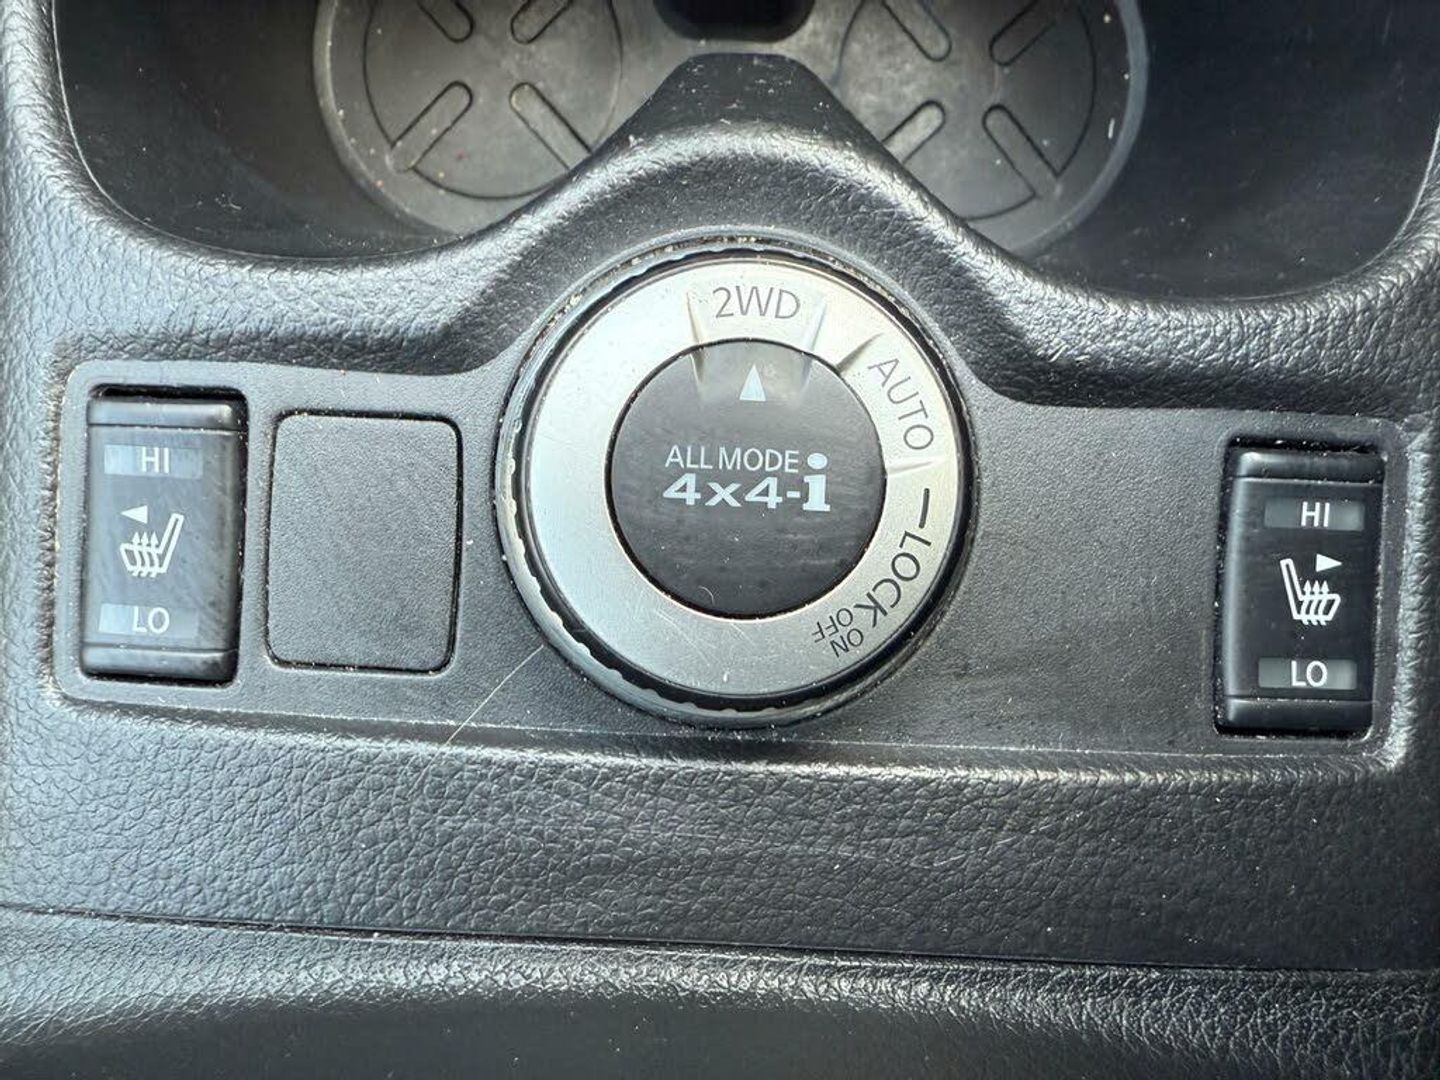 2WD
AUTO
LOCK
ON
OFF
ALL MODE
4x4-i
HI
LO
HI
LO